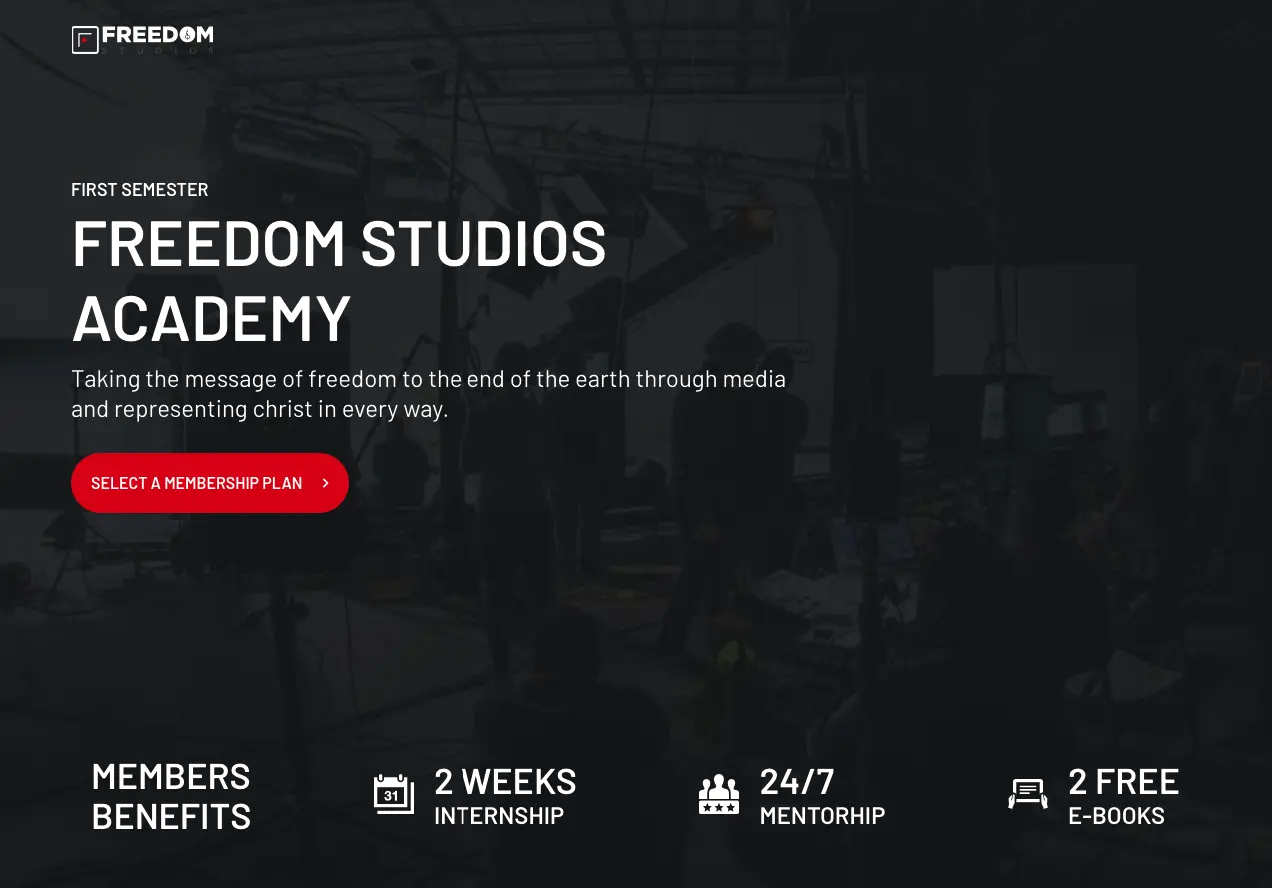 FREEDOM
STUDIOS
FIRST SEMESTER
FREEDOM STUDIOS
ACADEMY
Taking the message of freedom to the end of the earth through media
and representing christ in every way.
SELECT A MEMBERSHIP PLAN
MEMBERS
BENEFITS
31
2 WEEKS
INTERNSHIP
24/7
MENTORHIP
2 FREE
E-BOOKS